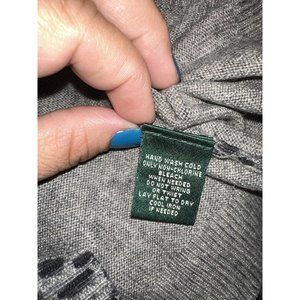 HAND WASH COLD
ONLY NON-CHLORINE
BLEACH
WHEN NEEDED
DO NOT WRING
OR TWIST
LAY FLAT TO DRY
COOL IRON
IF NEEDED